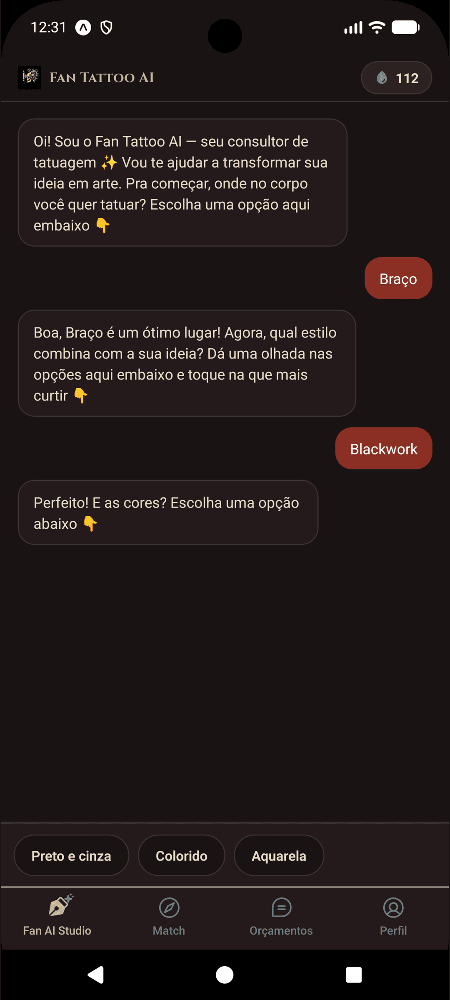 12:31
FAN TATTOO AI
112
Oi! Sou o Fan Tattoo AI — seu consultor de
tatuagem ✨ Vou te ajudar a transformar sua
ideia em arte. Pra começar, onde no corpo
você quer tatuar? Escolha uma opção aqui
embaixo 👇
Braço
Boa, Braço é um ótimo lugar! Agora, qual estilo
combina com a sua ideia? Dá uma olhada nas
opções aqui embaixo e toque na que mais
curtir 👇
Blackwork
Perfeito! E as cores? Escolha uma opção
abaixo 👇
Preto e cinza
Colorido
Aquarela
Fan AI Studio
Match
Orçamentos
Perfil